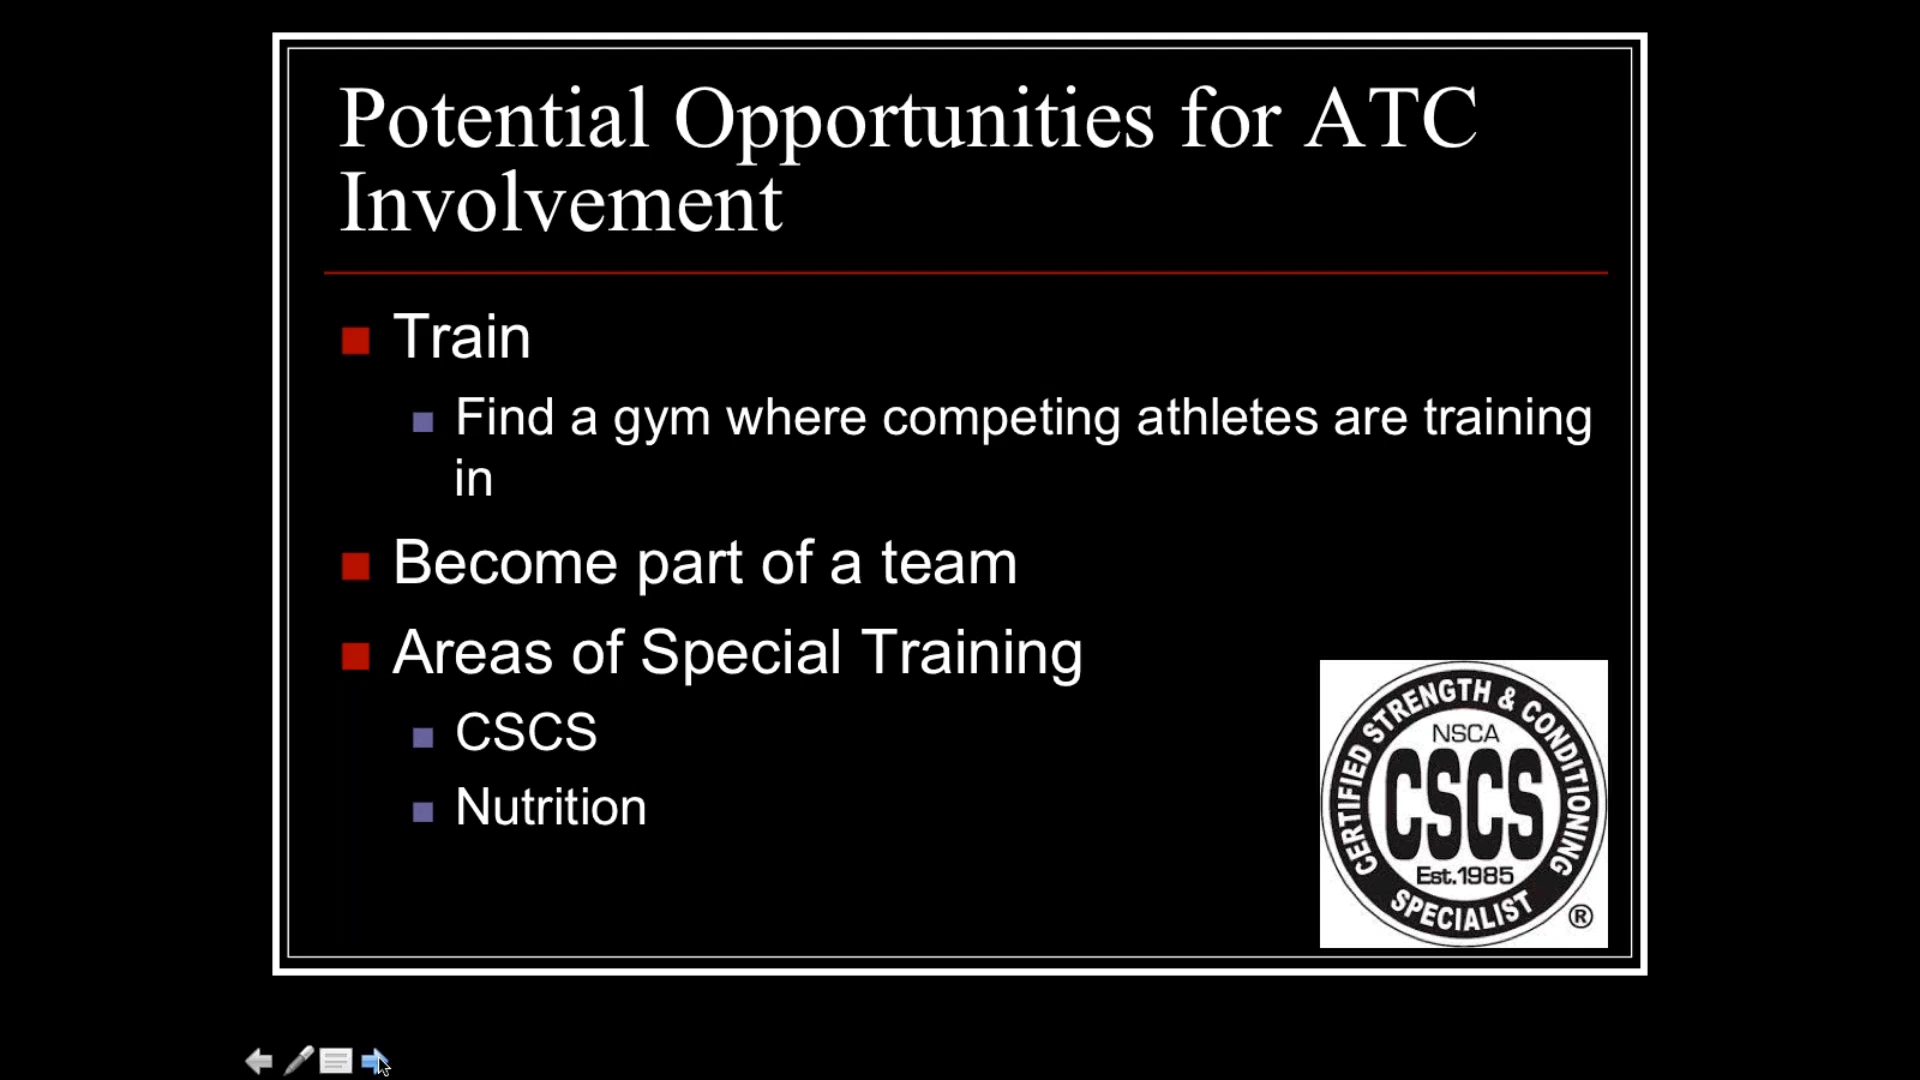 Potential Opportunities for ATC
Involvement
Train
Find a gym where competing athletes are training
in
Become part of a team
Areas of Special Training
CSCS
Nutrition
CERTIFIED STRENGTH & CONDITIONING
NSCA
CSCS
Est.1985
SPECIALIST
®